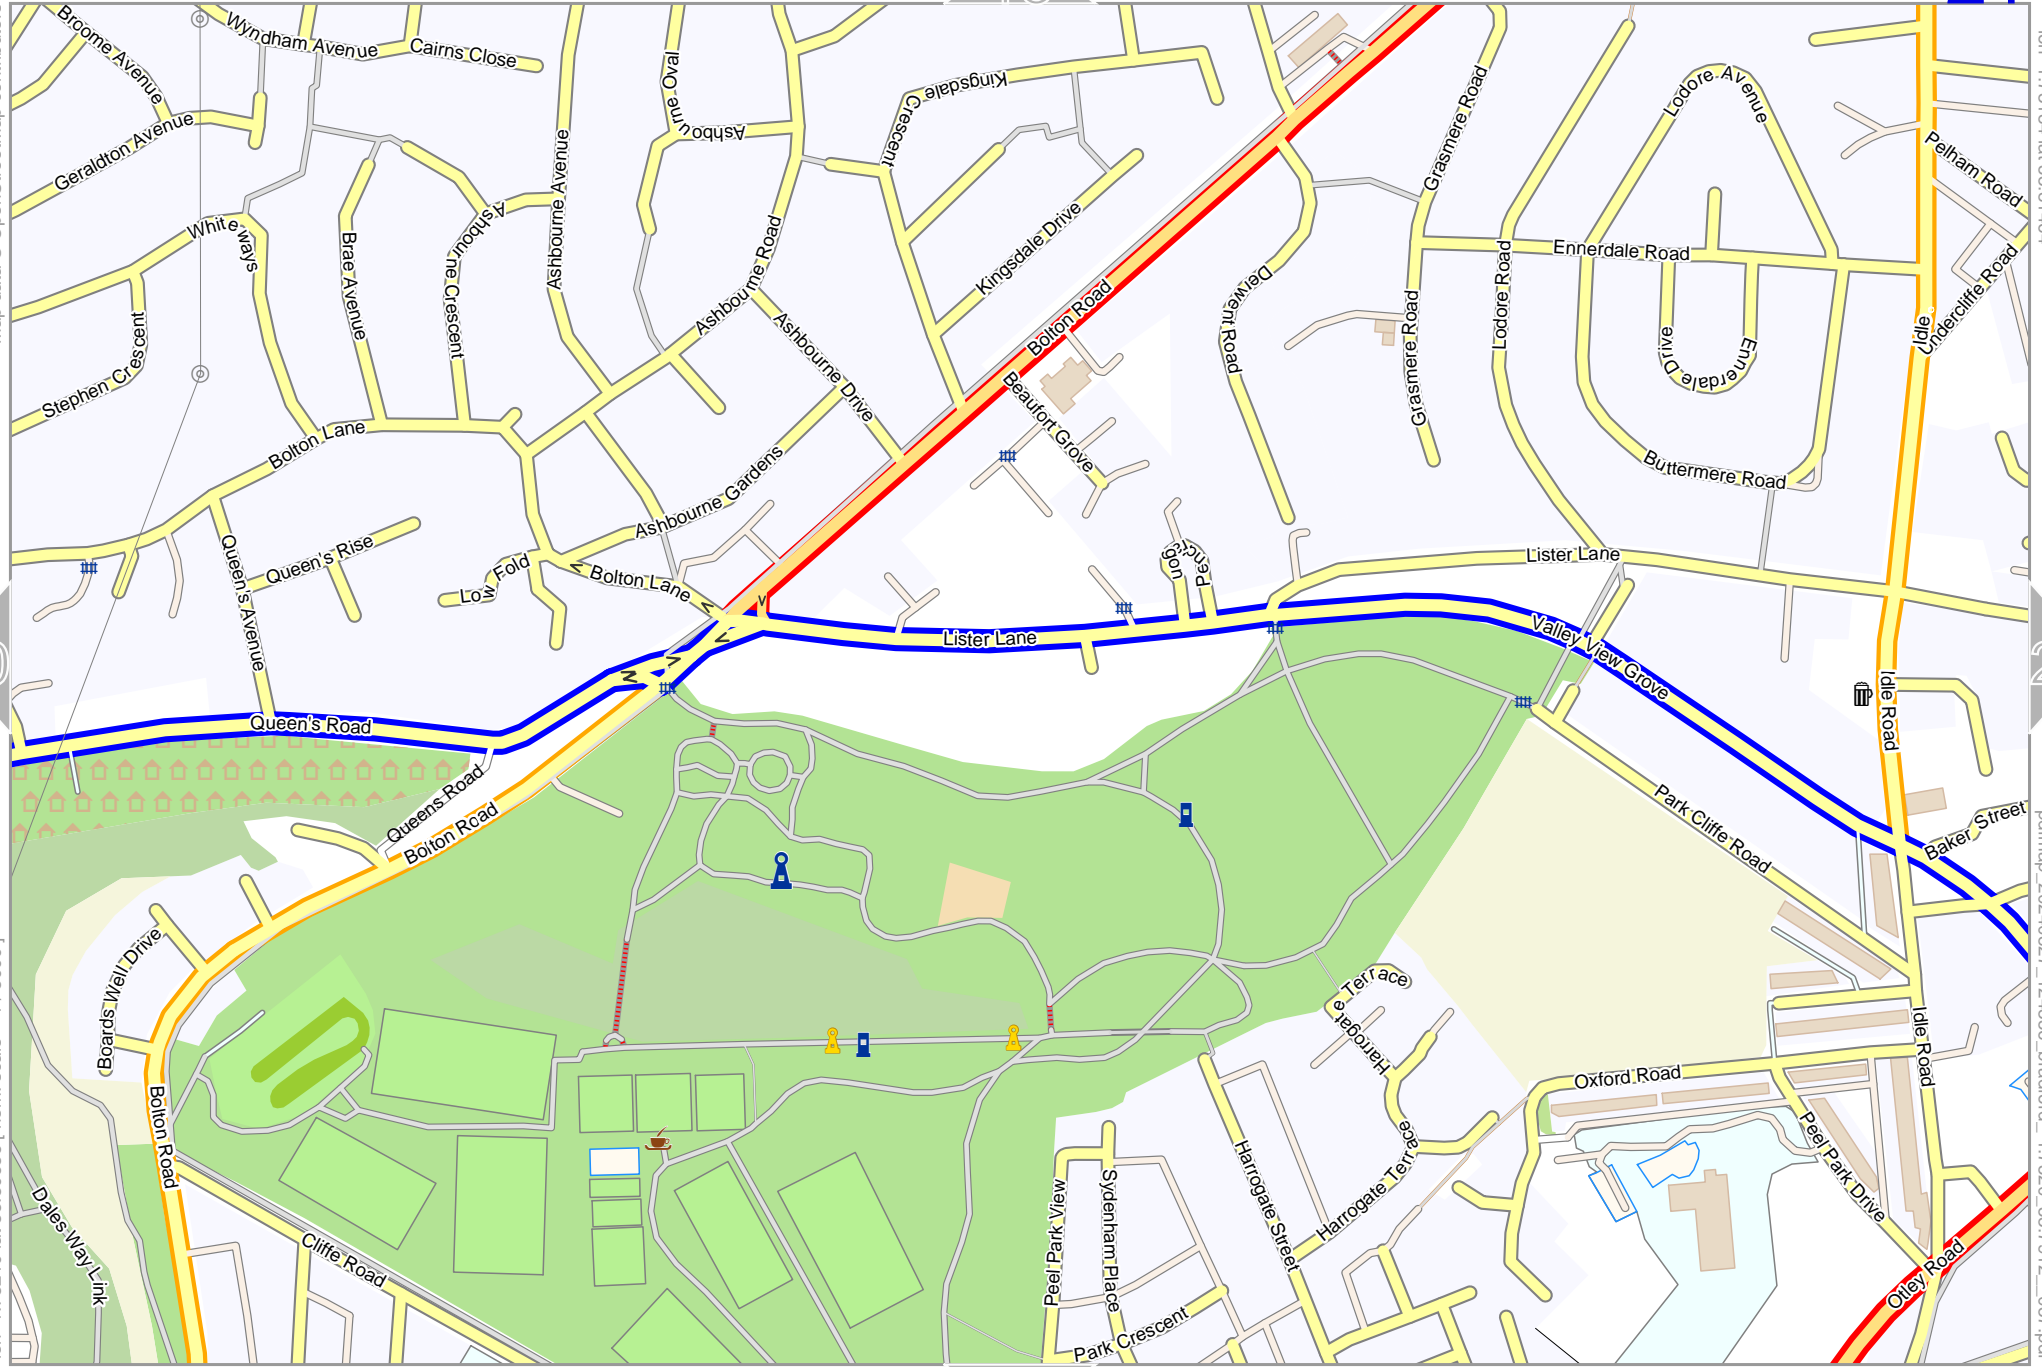 Broome Avenue
Wyndham Avenue
Cairns Close
Geraldton Avenue
Ashbourne Oval
Ashbourne Avenue
Kingsdale Crescent
Grasmere Road
Lodore Avenue
Pelham Road
White ways
Brae Avenue
Ashbourne Crescent
Ashbourne Road
Kingsdale Drive
Ennerdale Road
Undercliffe Road
Stephen Crescent
Ashbourne Drive
Bolton Road
Derwent Road
Grasmere Road
Lodore Road
Ennerdale Drive
Idle
Bolton Lane
Beaufort Grove
Buttermere Road
Ashbourne Gardens
Queen's Rise
Queen's Avenue
Low Fold
Bolton Lane
Lister Lane
Lister Lane
Valley View Grove
Queen's Road
Idle Road
Queens Road
Bolton Road
Park Cliffe Road
Baker Street
Boards Well Drive
Harrogate Terrace
Idle Road
Oxford Road
Bolton Road
Peel Park Drive
Harrogate Street
Harrogate Terrace
Peel Park View
Sydenham Place
Dales Way Link
Cliffe Road
Park Crescent
Otley Road